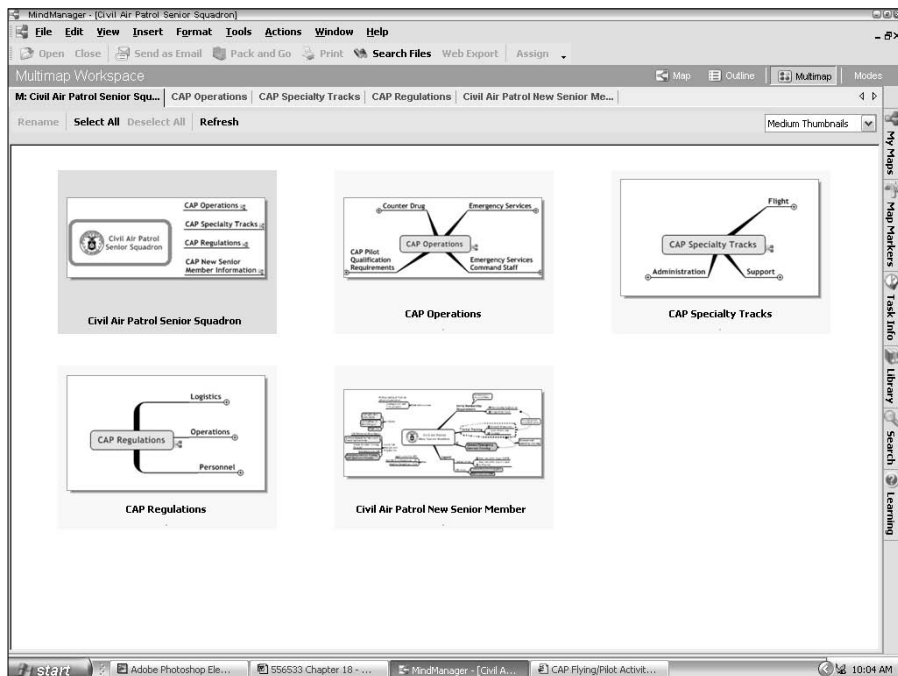 MindManager - [Civil Air Patrol Senior Squadron]
File Edit View Insert Format Tools Actions Window Help
Open Close Send as Email Pack and Go Print Search Files Web Export Assign
Multimap Workspace Map Outline Multimap Modes
M: Civil Air Patrol Senior Squ... CAP Operations CAP Specialty Tracks CAP Regulations Civil Air Patrol New Senior Me...
Rename Select All Deselect All Refresh Medium Thumbnails
My Maps
Map Markers
Task Info
Library
Search
Learning
Civil Air Patrol
Senior Squadron
CAP Operations
CAP Specialty Tracks
CAP Regulations
CAP New Senior
Member Information
Civil Air Patrol Senior Squadron
Counter Drug
Emergency Services
CAP Operations
CAP Pilot
Qualification
Requirements
Emergency Services
Command Staff
CAP Operations
Flight
CAP Specialty Tracks
Administration
Support
CAP Specialty Tracks
Logistics
CAP Regulations
Operations
Personnel
CAP Regulations
Civil Air Patrol New Senior Member
start Adobe Photoshop Ele... 556533 Chapter 18 - ... MindManager - [Civil A... CAP Flying/Pilot Activit... 10:04 AM